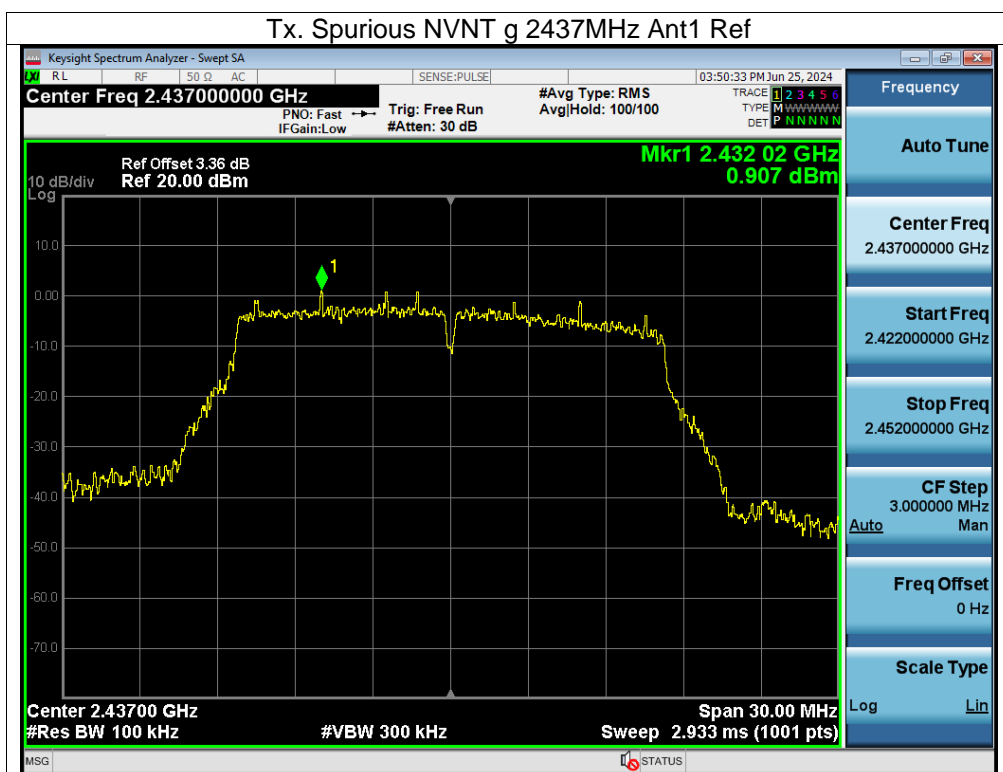 Tx. Spurious NVNT g 2437MHz Ant1 Ref
Keysight Spectrum Analyzer - Swept SA
LXI RL RF 50 Ω AC SENSE:PULSE 03:50:33 PM Jun 25, 2024
Center Freq 2.437000000 GHz
PNO: Fast
IFGain:Low
Trig: Free Run
#Atten: 30 dB
#Avg Type: RMS
Avg|Hold: 100/100
TRACE 1 2 3 4 5 6
TYPE M WWWWW
DET P N N N N N
Mkr1 2.432 02 GHz
0.907 dBm
Ref Offset 3.36 dB
10 dB/div Ref 20.00 dBm
Log
10.0
1
0.00
-10.0
-20.0
-30.0
-40.0
-50.0
-60.0
-70.0
Center 2.43700 GHz Span 30.00 MHz
#Res BW 100 kHz #VBW 300 kHz Sweep 2.933 ms (1001 pts)
MSG STATUS
Frequency
Auto Tune
Center Freq
2.437000000 GHz
Start Freq
2.422000000 GHz
Stop Freq
2.452000000 GHz
CF Step
3.000000 MHz
Auto Man
Freq Offset
0 Hz
Scale Type
Log Lin